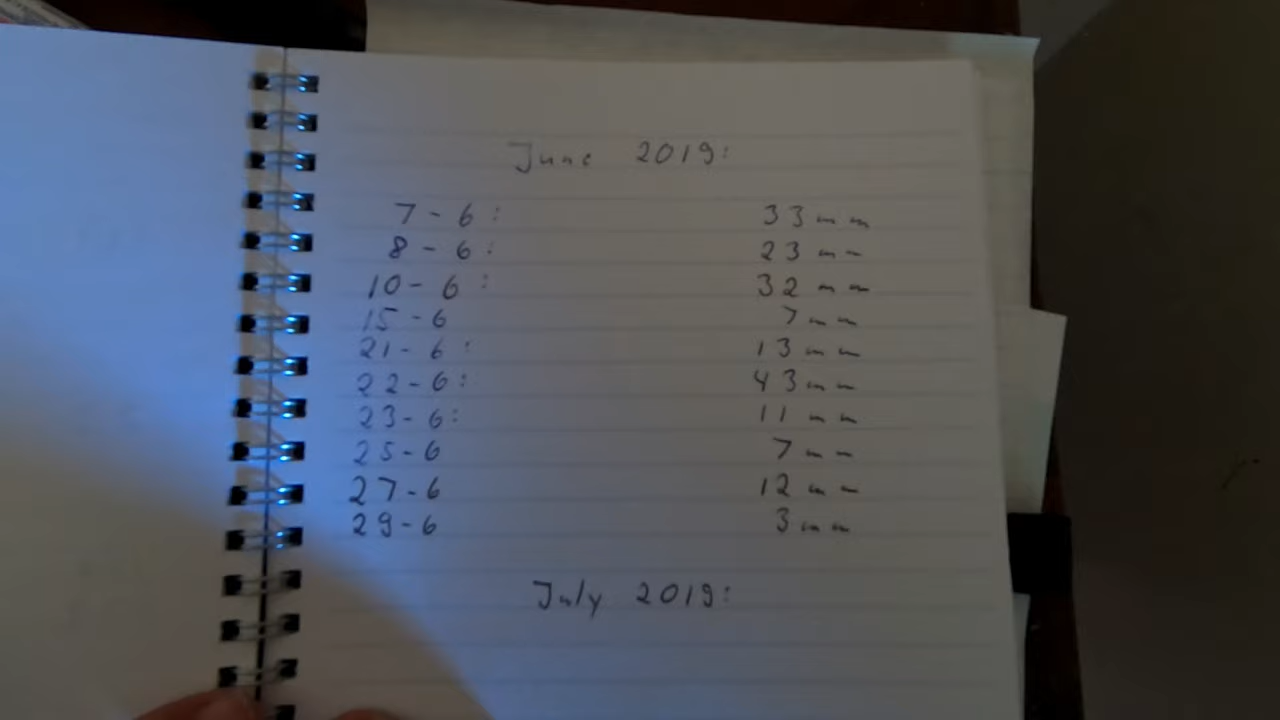 June 2019:
7-6: 33mm
8-6: 23mm
10-6: 32mm
15-6 7mm
21-6: 13mm
22-6: 43mm
23-6: 11mm
25-6 7mm
27-6 12mm
29-6 3mm
July 2019: